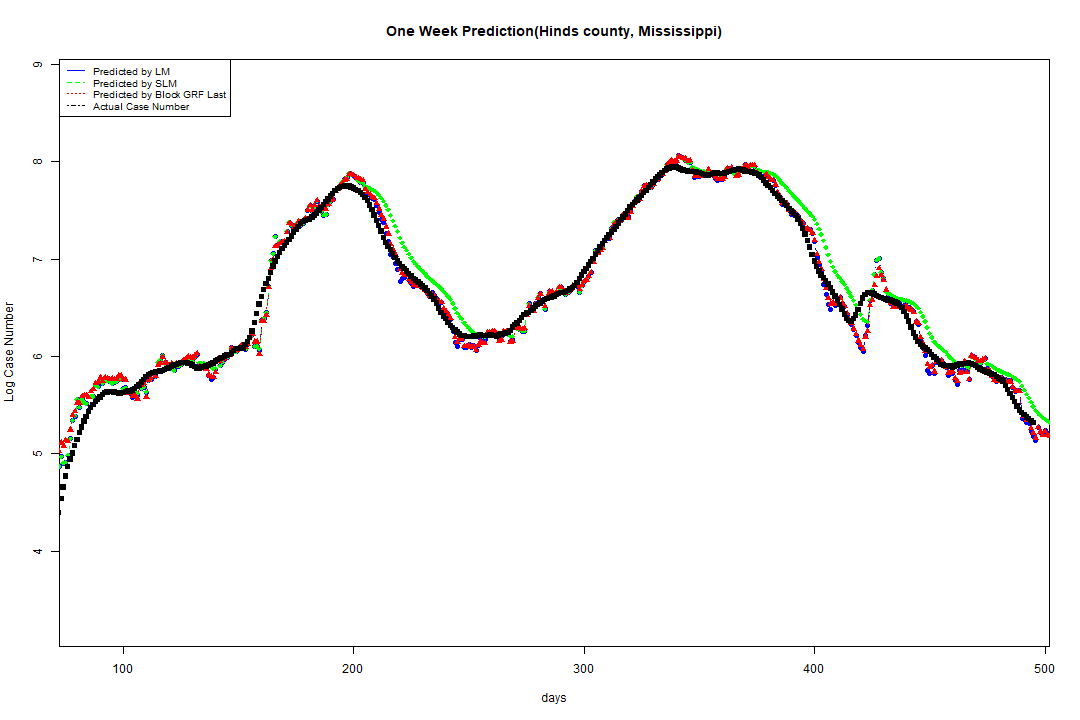 One Week Prediction(Hinds county, Mississippi)
Predicted by LM
Predicted by SLM
Predicted by Block GRF Last
Actual Case Number
9
8
7
6
5
4
Log Case Number
100 200 300 400 500
days